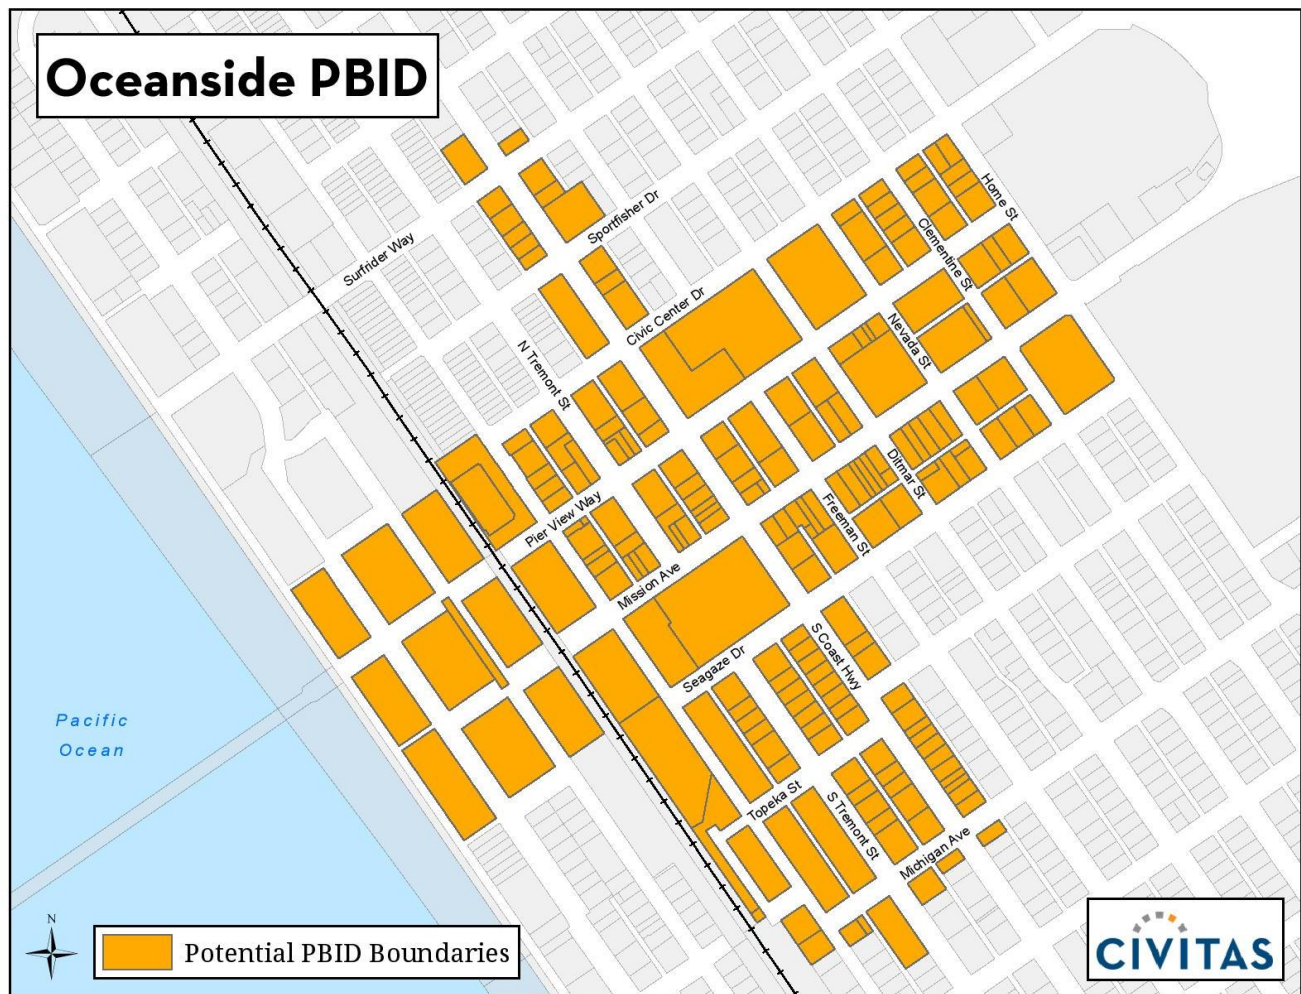 Oceanside PBID
Surfrider Way
Sportfisher Dr
Home St
Clementine St
Civic Center Dr
Nevada St
N Tremont St
Ditmar St
Freeman St
Pier View Way
Mission Ave
S Coast Hwy
Seagaze Dr
Pacific
Ocean
Topeka St
S Tremont St
Michigan Ave
N
Potential PBID Boundaries
CIVITAS